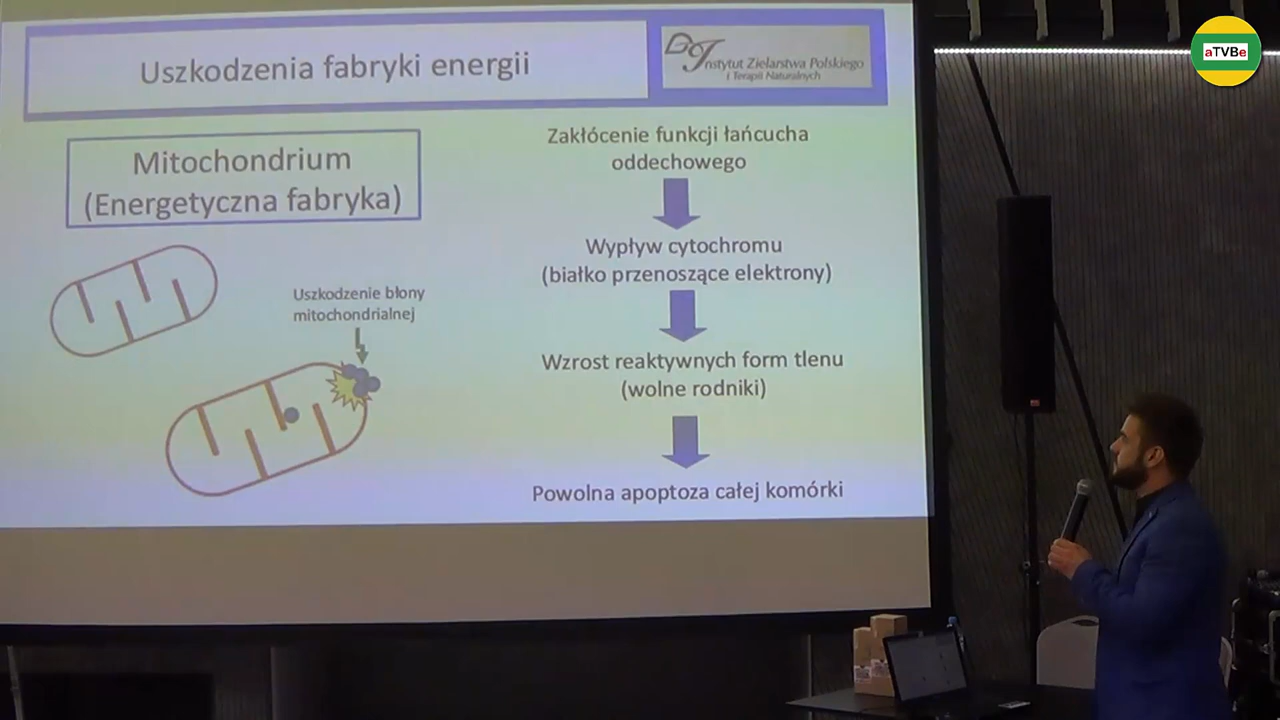 Uszkodzenia fabryki energii
Instytut Zielarstwa Polskiego
i Terapii Naturalnych
aTVBe
Mitochondrium
(Energetyczna fabryka)
Uszkodzenie błony
mitochondrialnej
Zakłócenie funkcji łańcucha
oddechowego
Wypływ cytochromu
(białko przenoszące elektrony)
Wzrost reaktywnych form tlenu
(wolne rodniki)
Powolna apoptoza całej komórki